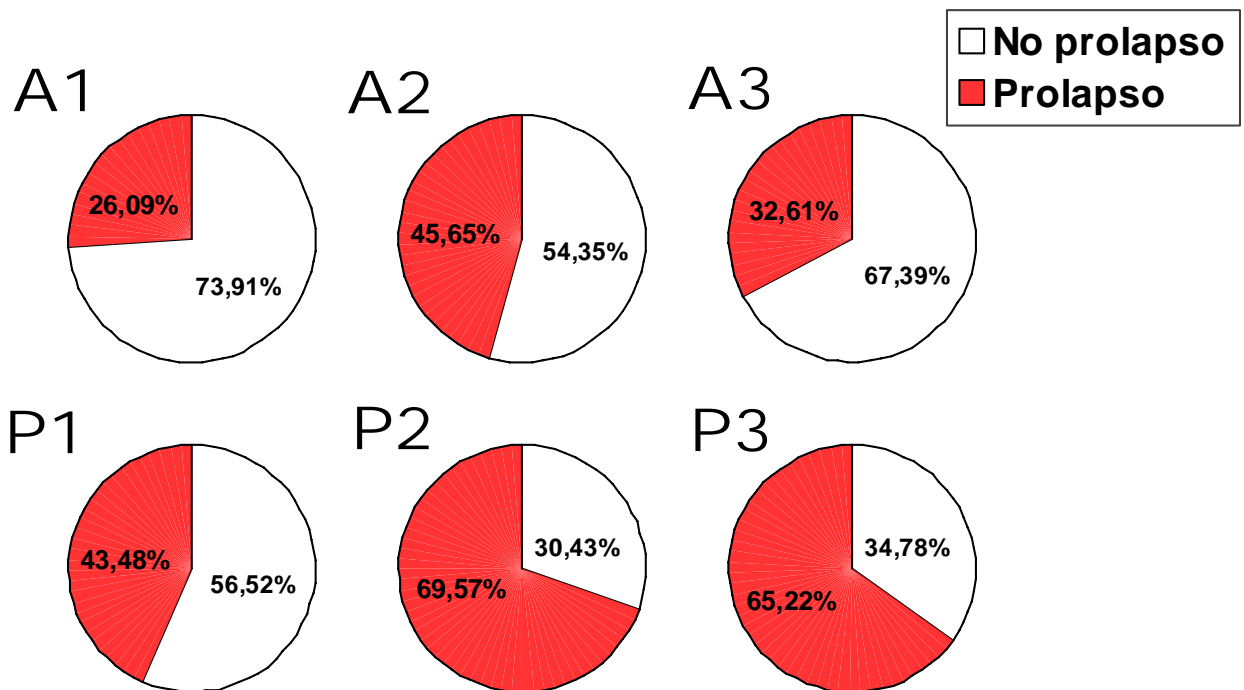 No prolapso
Prolapso
A1
A2
A3
26,09%
73,91%
45,65%
54,35%
32,61%
67,39%
P1
P2
P3
43,48%
56,52%
69,57%
30,43%
65,22%
34,78%